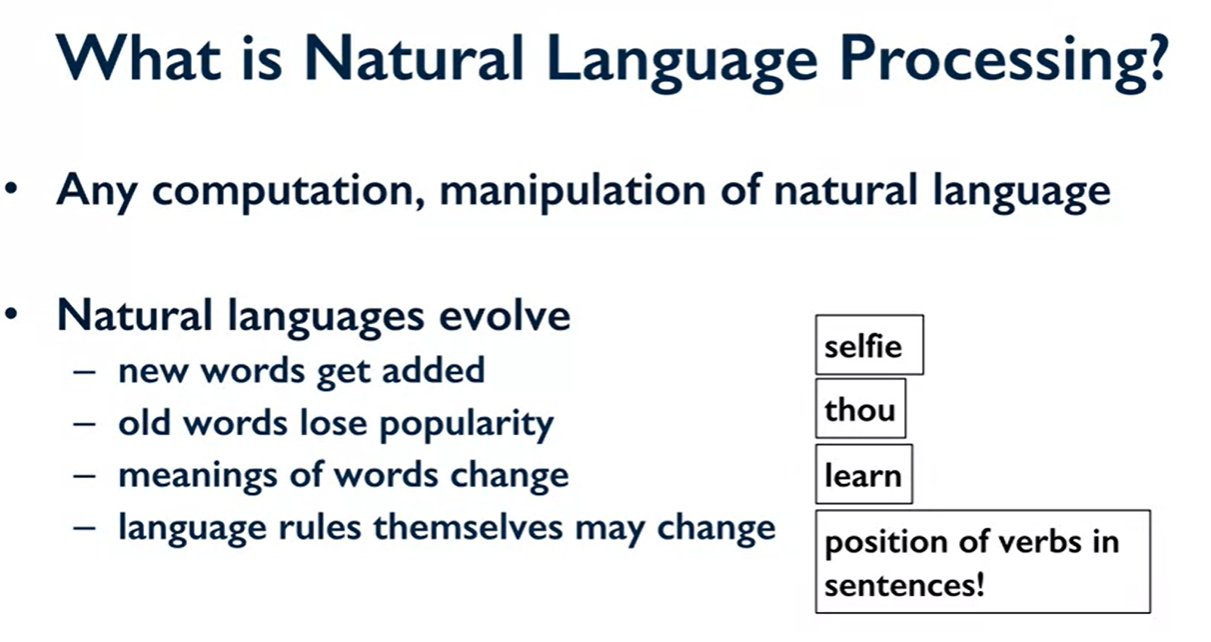 What is Natural Language Processing?
• Any computation, manipulation of natural language
• Natural languages evolve
– new words get added
– old words lose popularity
– meanings of words change
– language rules themselves may change
selfie
thou
learn
position of verbs in
sentences!